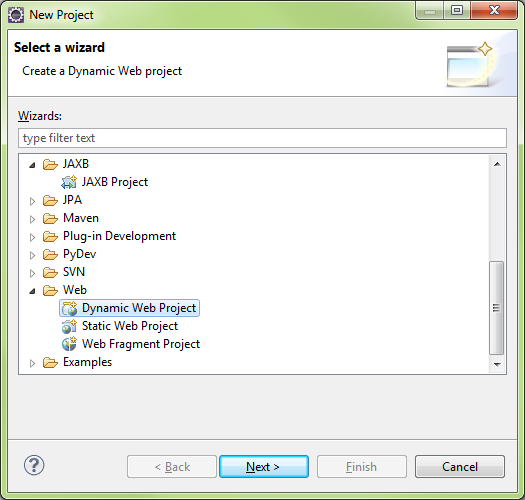 New Project
Select a wizard
Create a Dynamic Web project
Wizards:
type filter text
JAXB
JAXB Project
JPA
Maven
Plug-in Development
PyDev
SVN
Web
Dynamic Web Project
Static Web Project
Web Fragment Project
Examples
? < Back Next > Finish Cancel